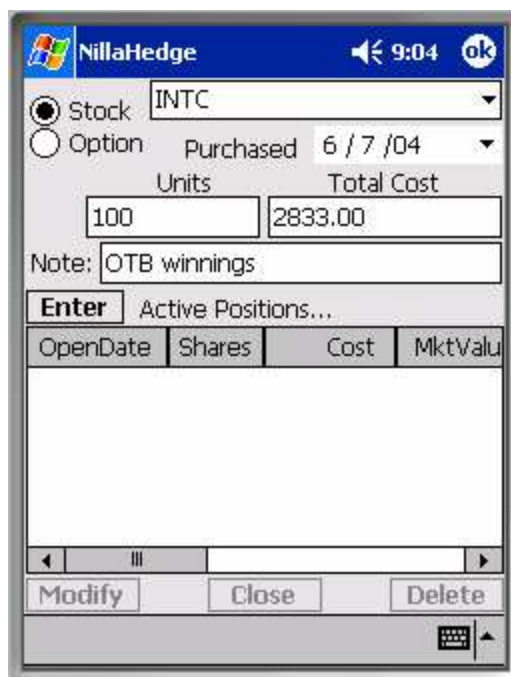 NillaHedge 9:04 ok
Stock INTC
Option Purchased 6 / 7 /04
Units Total Cost
100 2833.00
Note: OTB winnings
Enter Active Positions...
OpenDate Shares Cost MktValu
Modify Close Delete